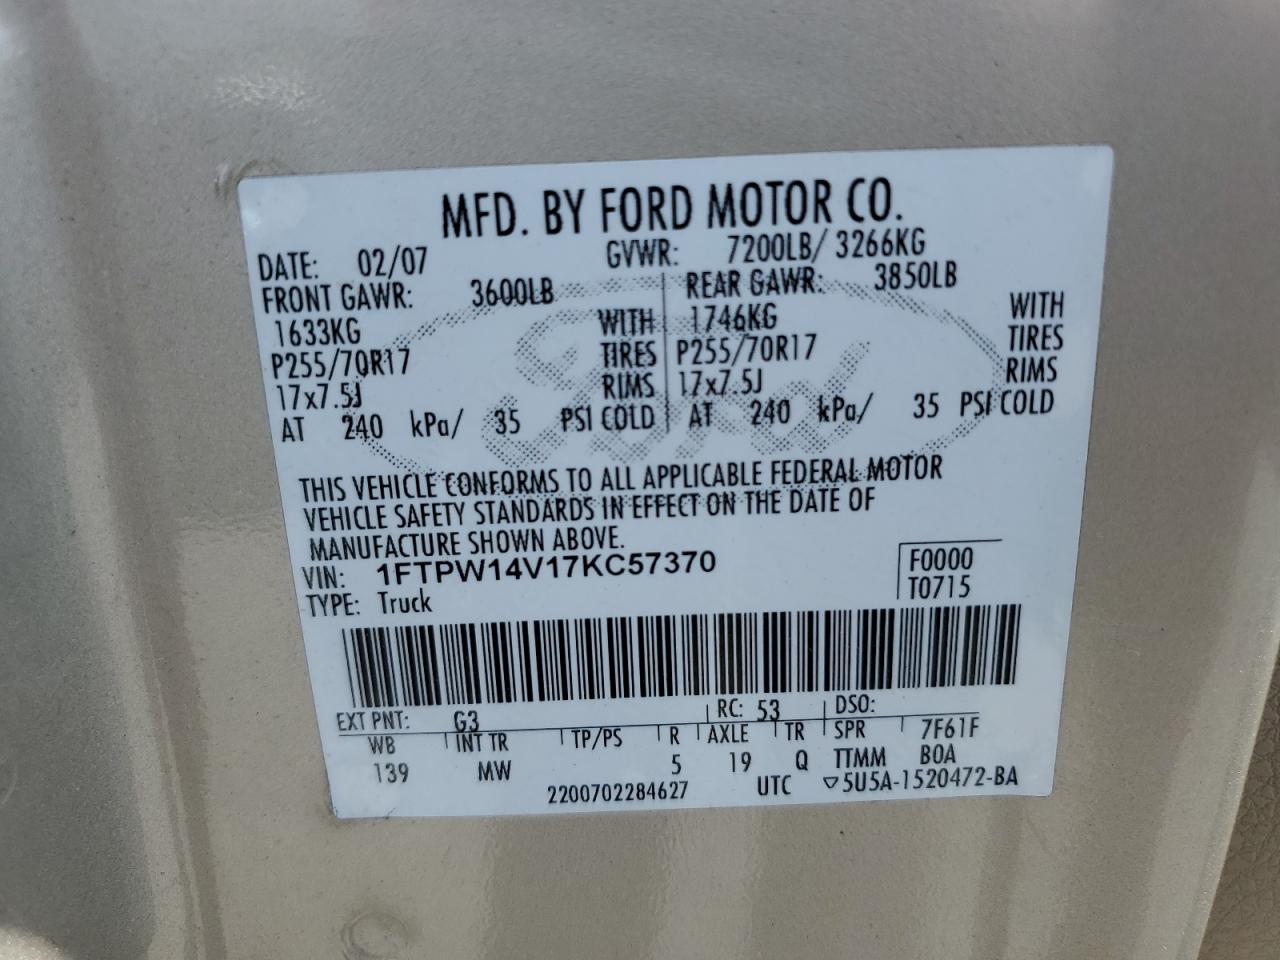 MFD. BY FORD MOTOR CO.
DATE: 02/07 GVWR: 7200LB/ 3266KG
FRONT GAWR: 3600LB REAR GAWR: 3850LB
1633KG WITH 1746KG WITH
P255/70R17 TIRES P255/70R17 TIRES
17x7.5J RIMS 17x7.5J RIMS
AT 240 kPa/ 35 PSI COLD AT 240 kPa/ 35 PSI COLD
Ford
THIS VEHICLE CONFORMS TO ALL APPLICABLE FEDERAL MOTOR
VEHICLE SAFETY STANDARDS IN EFFECT ON THE DATE OF
MANUFACTURE SHOWN ABOVE.
VIN: 1FTPW14V17KC57370 F0000
TYPE: Truck T0715
EXT PNT: G3 RC: 53 DSO:
WB INT TR TP/PS R AXLE TR SPR 7F61F
139 MW 5 19 Q TTMM BOA
2200702284627 UTC ▽5U5A-1520472-BA